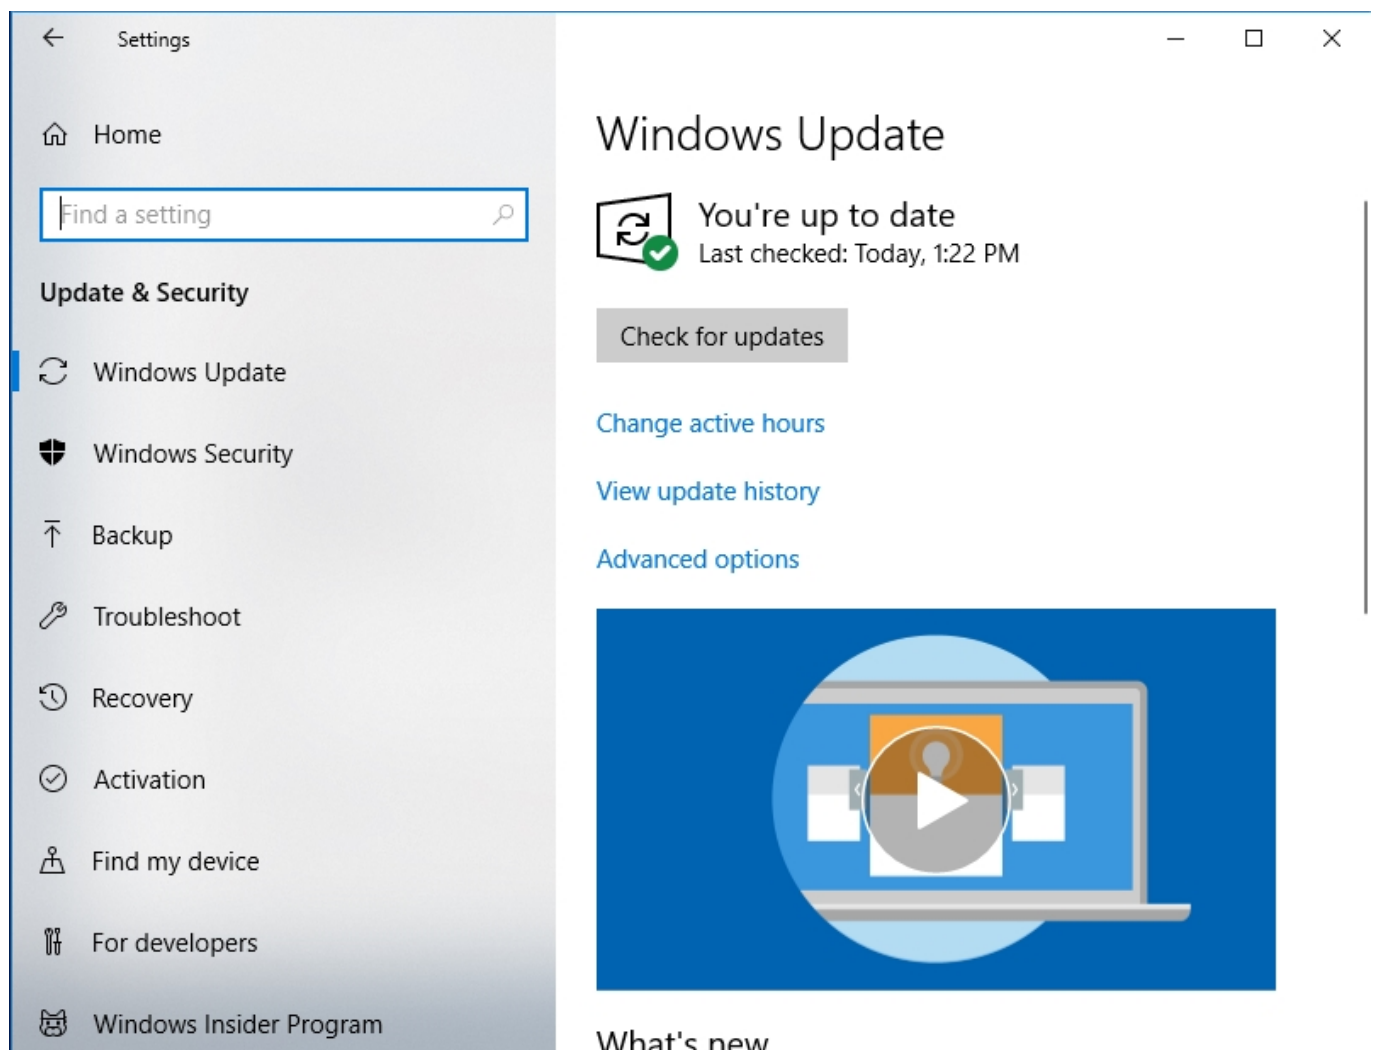 Settings
Home
Find a setting
Update & Security
Windows Update
Windows Security
Backup
Troubleshoot
Recovery
Activation
Find my device
For developers
Windows Insider Program
Windows Update
You're up to date
Last checked: Today, 1:22 PM
Check for updates
Change active hours
View update history
Advanced options
What's new